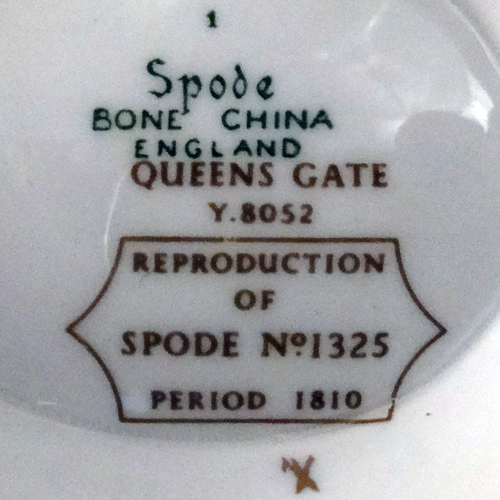 1
Spode
BONE CHINA
ENGLAND
QUEENS GATE
Y.8052
REPRODUCTION
OF
SPODE Nº1325
PERIOD 1810